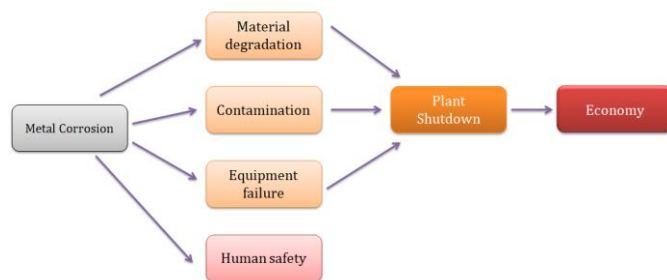 Material
degradation
Metal Corrosion
Contamination
Plant
Shutdown
Economy
Equipment
failure
Human safety